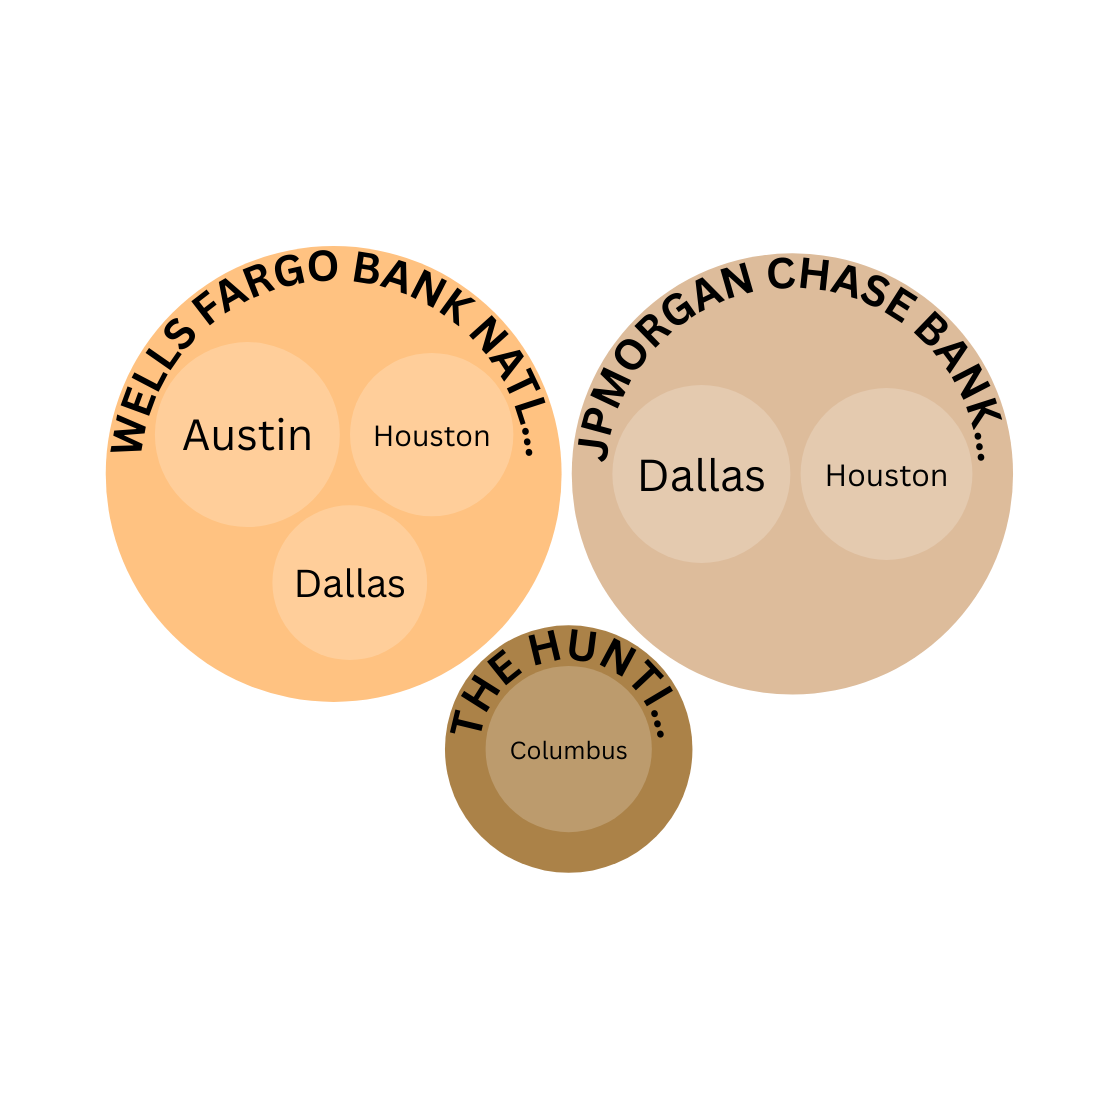 WELLS FARGO BANK NATL...
Austin
Houston
Dallas
JPMORGAN CHASE BANK...
Dallas
Houston
THE HUNTI...
Columbus